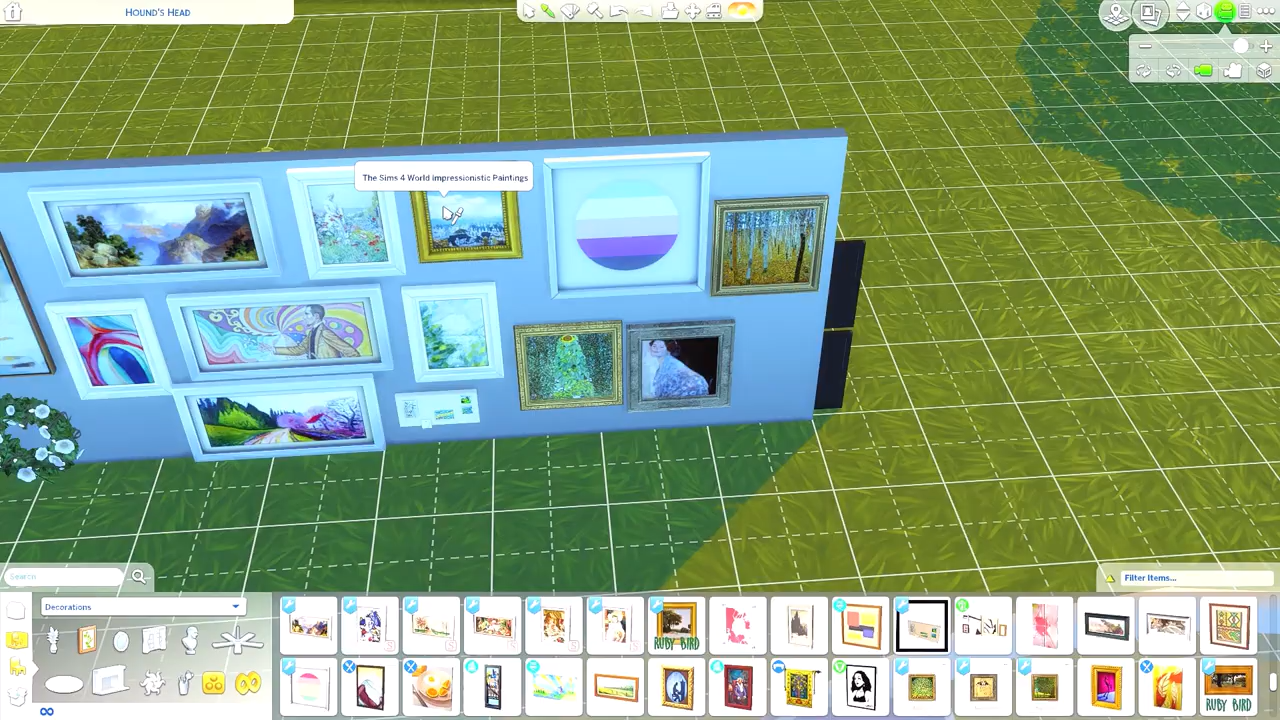 HOUND'S HEAD
The Sims 4 World impressionistic Paintings
Search
Filter Items...
Decorations
RUBY BIRD
RUBY BIRD